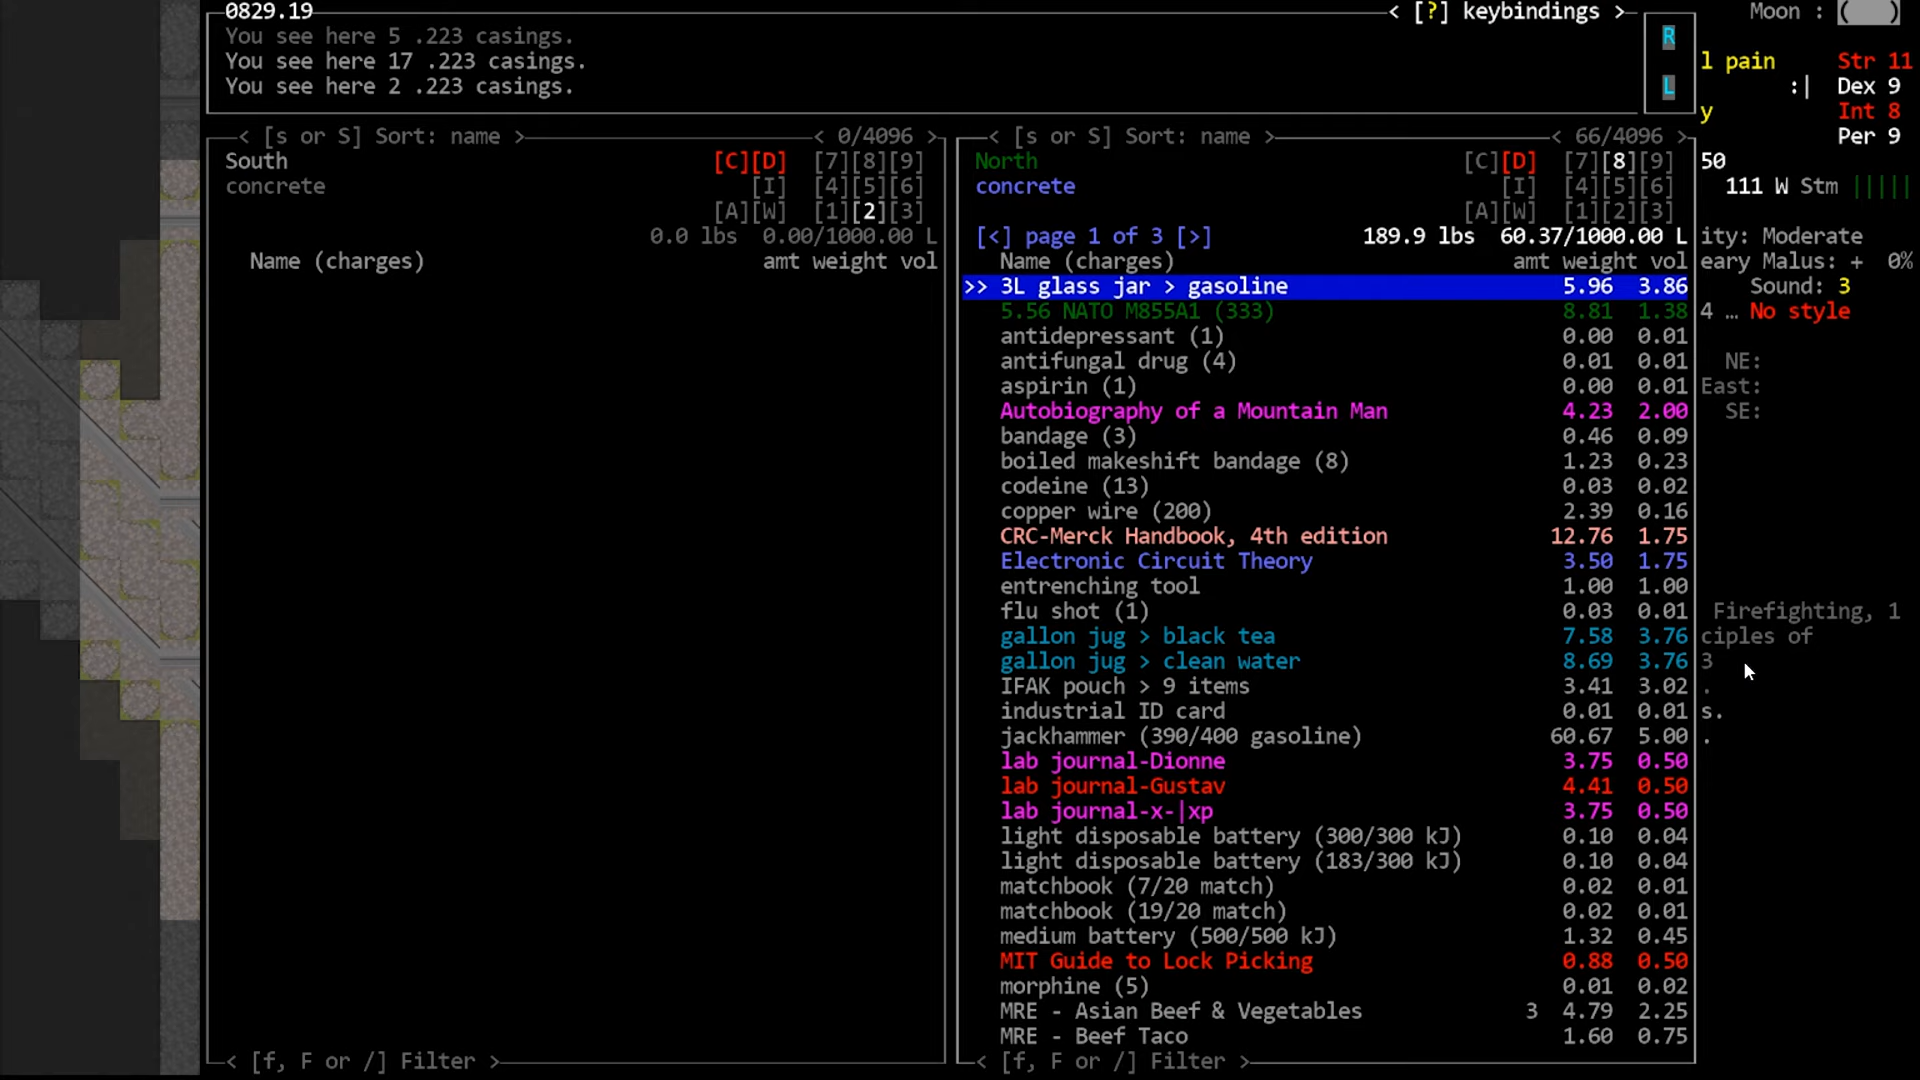 0829.19
< [?] keybindings >
Moon : ( )
You see here 5 .223 casings.
R
You see here 17 .223 casings.
l pain
Str 11
You see here 2 .223 casings.
L
:|
Dex 9
y
Int 8
< [s or S] Sort: name >
< 0/4096 >
< [s or S] Sort: name >
< 66/4096 >
Per 9
South
[C][D] [7][8][9]
North
[C][D] [7][8][9]
50
concrete
[I] [4][5][6]
concrete
[I] [4][5][6]
111 W Stm |||||
[A][W] [1][2][3]
[A][W] [1][2][3]
0.0 lbs 0.00/1000.00 L
[<] page 1 of 3 [>]
189.9 lbs 60.37/1000.00 L
ity: Moderate
Name (charges)
amt weight vol
Name (charges)
amt weight vol
eary Malus: + 0%
>> 3L glass jar > gasoline 5.96 3.86
Sound: 3
5.56 NATO M855A1 (333) 8.81 1.38
4 … No style
antidepressant (1) 0.00 0.01
antifungal drug (4) 0.01 0.01
NE:
aspirin (1) 0.00 0.01
East:
Autobiography of a Mountain Man 4.23 2.00
SE:
bandage (3) 0.46 0.09
boiled makeshift bandage (8) 1.23 0.23
codeine (13) 0.03 0.02
copper wire (200) 2.39 0.16
CRC-Merck Handbook, 4th edition 12.76 1.75
Electronic Circuit Theory 3.50 1.75
entrenching tool 1.00 1.00
flu shot (1) 0.03 0.01
Firefighting, 1
gallon jug > black tea 7.58 3.76
ciples of
gallon jug > clean water 8.69 3.76
3
IFAK pouch > 9 items 3.41 3.02
.
industrial ID card 0.01 0.01
s.
jackhammer (390/400 gasoline) 60.67 5.00
.
lab journal-Dionne 3.75 0.50
lab journal-Gustav 4.41 0.50
lab journal-x-|xp 3.75 0.50
light disposable battery (300/300 kJ) 0.10 0.04
light disposable battery (183/300 kJ) 0.10 0.04
matchbook (7/20 match) 0.02 0.01
matchbook (19/20 match) 0.02 0.01
medium battery (500/500 kJ) 1.32 0.45
MIT Guide to Lock Picking 0.88 0.50
morphine (5) 0.01 0.02
MRE - Asian Beef & Vegetables 3 4.79 2.25
MRE - Beef Taco 1.60 0.75
< [f, F or /] Filter >
< [f, F or /] Filter >